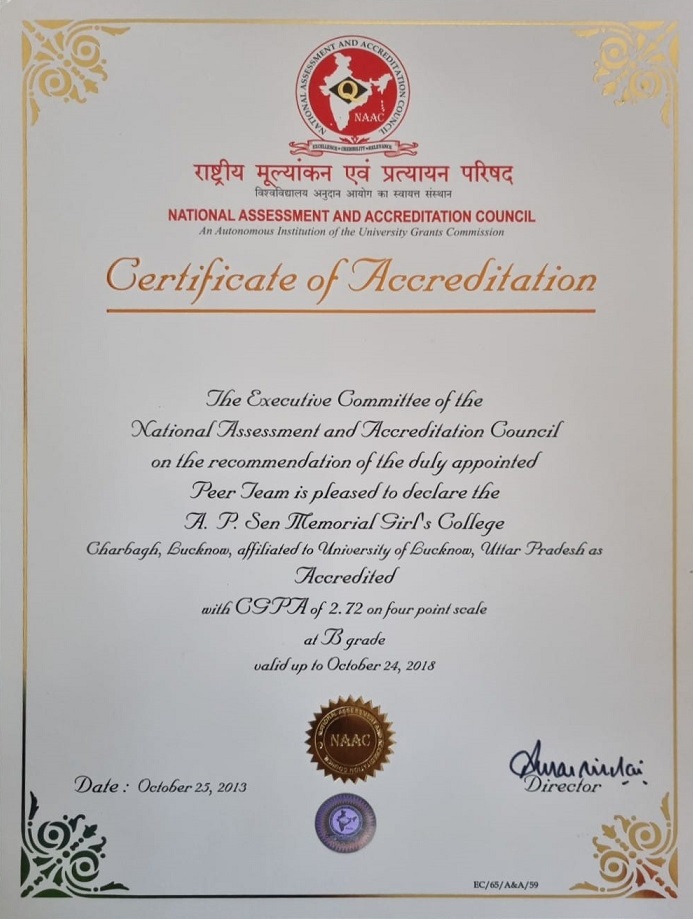 NATIONAL ASSESSMENT AND ACCREDITATION COUNCIL
Q
NAAC
EXCELLENCE • CREDIBILITY • RELEVANCE
राष्ट्रीय मूल्यांकन एवं प्रत्यायन परिषद
विश्वविद्यालय अनुदान आयोग का स्वायत्त संस्थान
NATIONAL ASSESSMENT AND ACCREDITATION COUNCIL
An Autonomous Institution of the University Grants Commission
Certificate of Accreditation
The Executive Committee of the
National Assessment and Accreditation Council
on the recommendation of the duly appointed
Peer Team is pleased to declare the
A. P. Sen Memorial Girl's College
Charbagh, Lucknow, affiliated to University of Lucknow, Uttar Pradesh as
Accredited
with CGPA of 2.72 on four point scale
at B grade
valid up to October 24, 2018
NAAC
Date : October 25, 2013
Director
EC/65/A&A/59